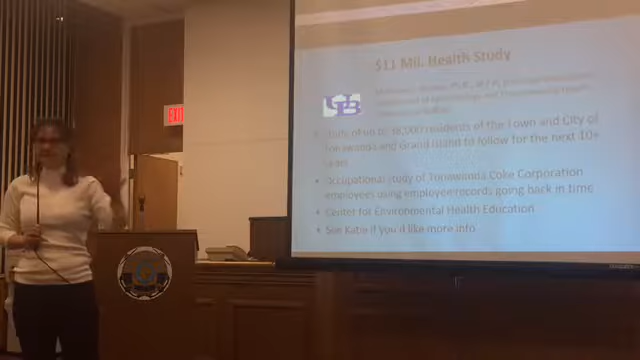 $11 Mil. Health Study
UB
EXI
Study of up to 38,000 residents of the Town and City of
Tonawanda and Grand Island to follow for the next 10+
years
• Occupational study of Tonawanda Coke Corporation
employees using employee records going back in time
• Center for Environmental Health Education
• See Katie if you'd like more info